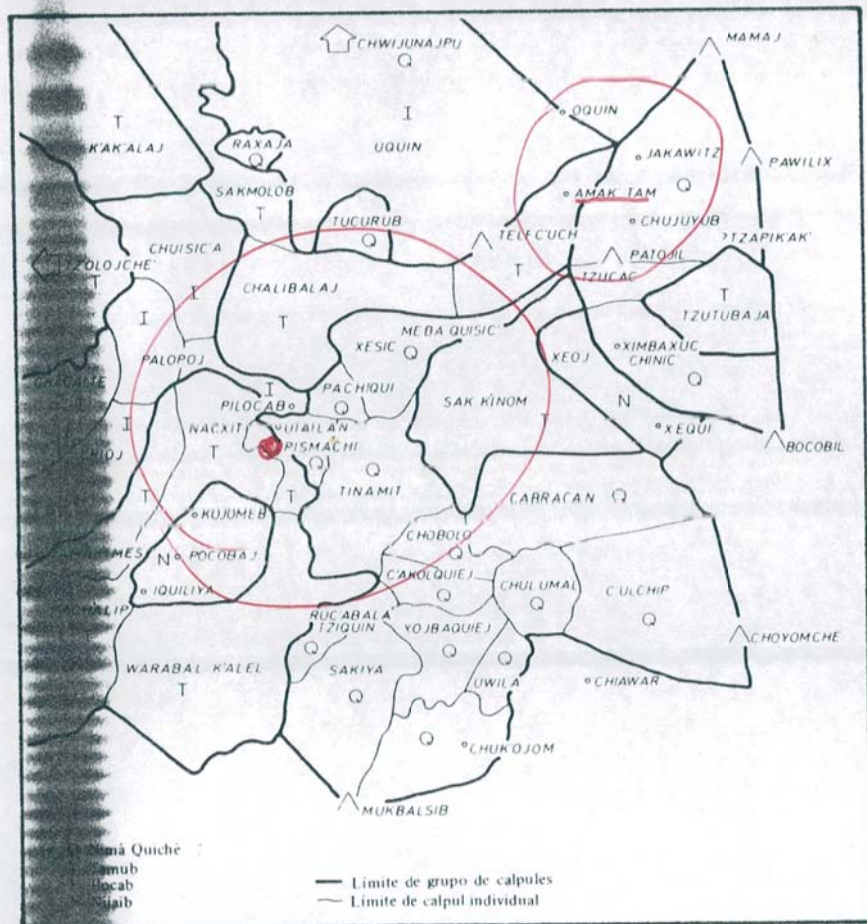 CHWIJUNAJPU
MAMAJ
Q
OQUIN
I
T
K'AK'ALAJ
RAXAJA
Q
UQUIN
JAKAWITZ
PAWILIX
SAKMOLOB
T
AMAK'TAM
Q
TUCURUB
Q
CHUJUYUB
CHUISIC'A
TELEC'UCH
?TZAPIK'AK'
TZOLOJCHE'
T
PATOJIL
T
TZUCAC
I
CHALIBALAJ
T
T
TZUTUBAJA
I
MEBA QUISIC'
PALOPOJ
XESIC
Q
XEOJ
XIMBAXUC
CHINIC
Q
I
PACHIQUI
Q
SAK KINOM
PILOCAB
N
I
NACXIT
T
XEQUI
PISMACHI
Q
BOCOBIL
T
Q
TINAMIT
CABRACAN
Q
T
T
KUJUMEB
CHOBOLO
Q
N
POCOBAJ
C'AKOLQUIEJ
Q
CHULUMAL
Q
C'ULCHIP
Q
IQUILIYA
RUCABALA
TZIQUIN
Q
XOJBAQUIEJ
Q
CHOYOMCHE
WARABAL K'ALEL
T
SAKIYA
Q
Q
UWILA
CHIAWAR
Q
CHUKOJOM
MUKBALSIB
Quiché
Límite de grupo de calpules
Límite de calpul individual